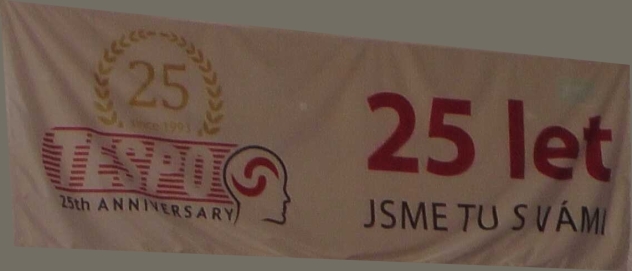 25
since 1991
TESPO
25th ANNIVERSARY
25 let
JSME TU S VÁMI